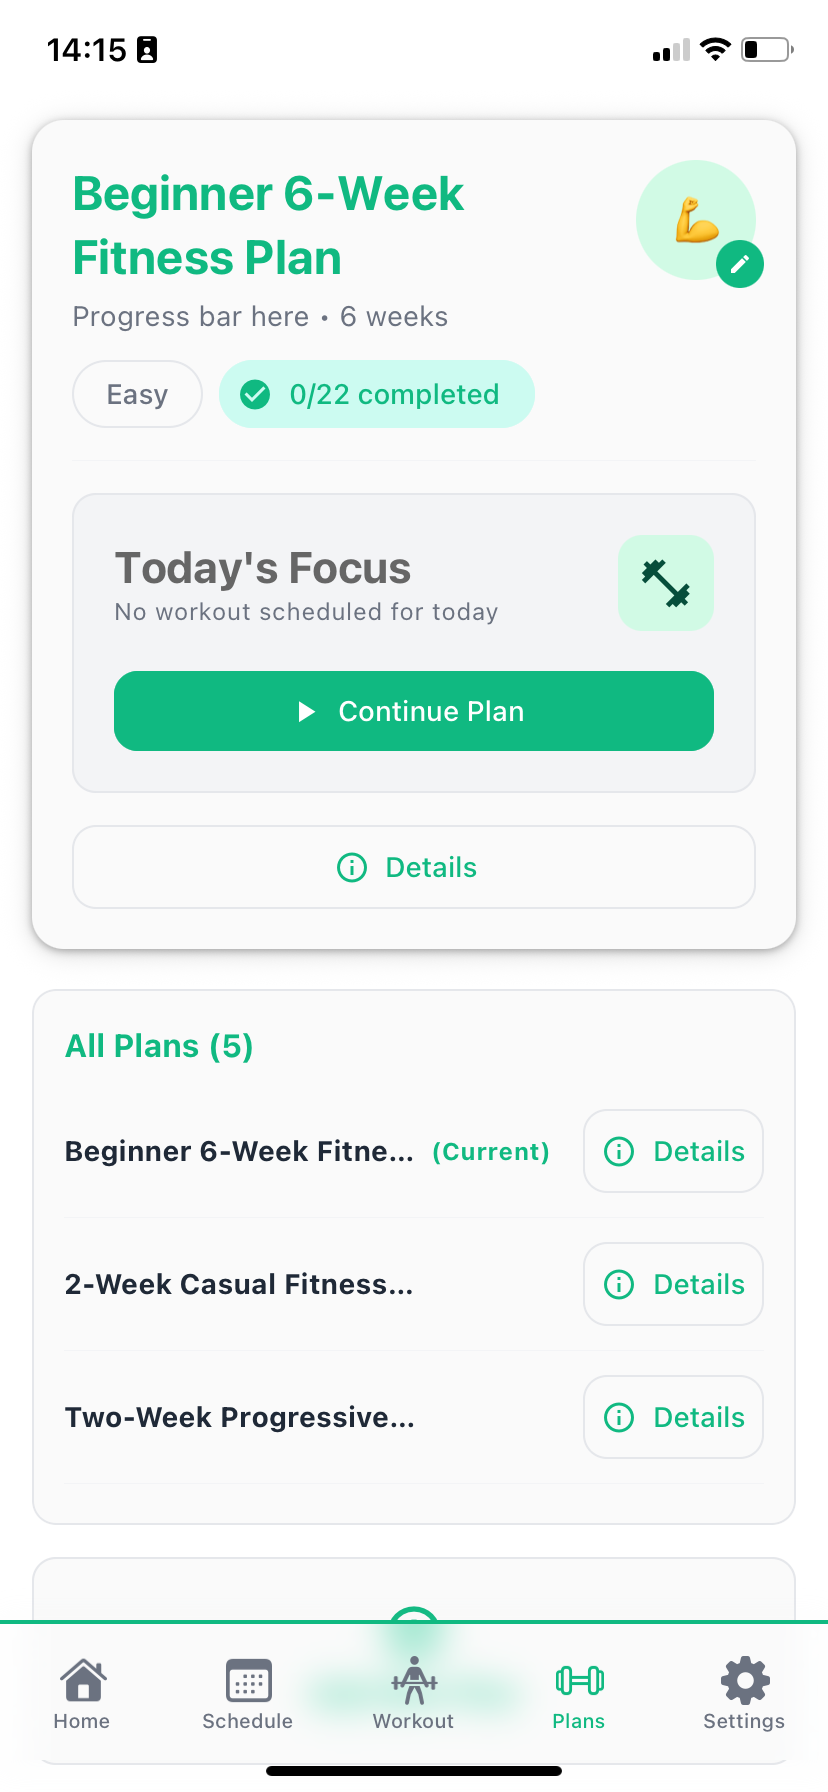 14:15
Beginner 6-Week
Fitness Plan
Progress bar here • 6 weeks
Easy
0/22 completed
Today's Focus
No workout scheduled for today
Continue Plan
Details
All Plans (5)
Beginner 6-Week Fitne... (Current) Details
2-Week Casual Fitness... Details
Two-Week Progressive... Details
Home Schedule Workout Plans Settings